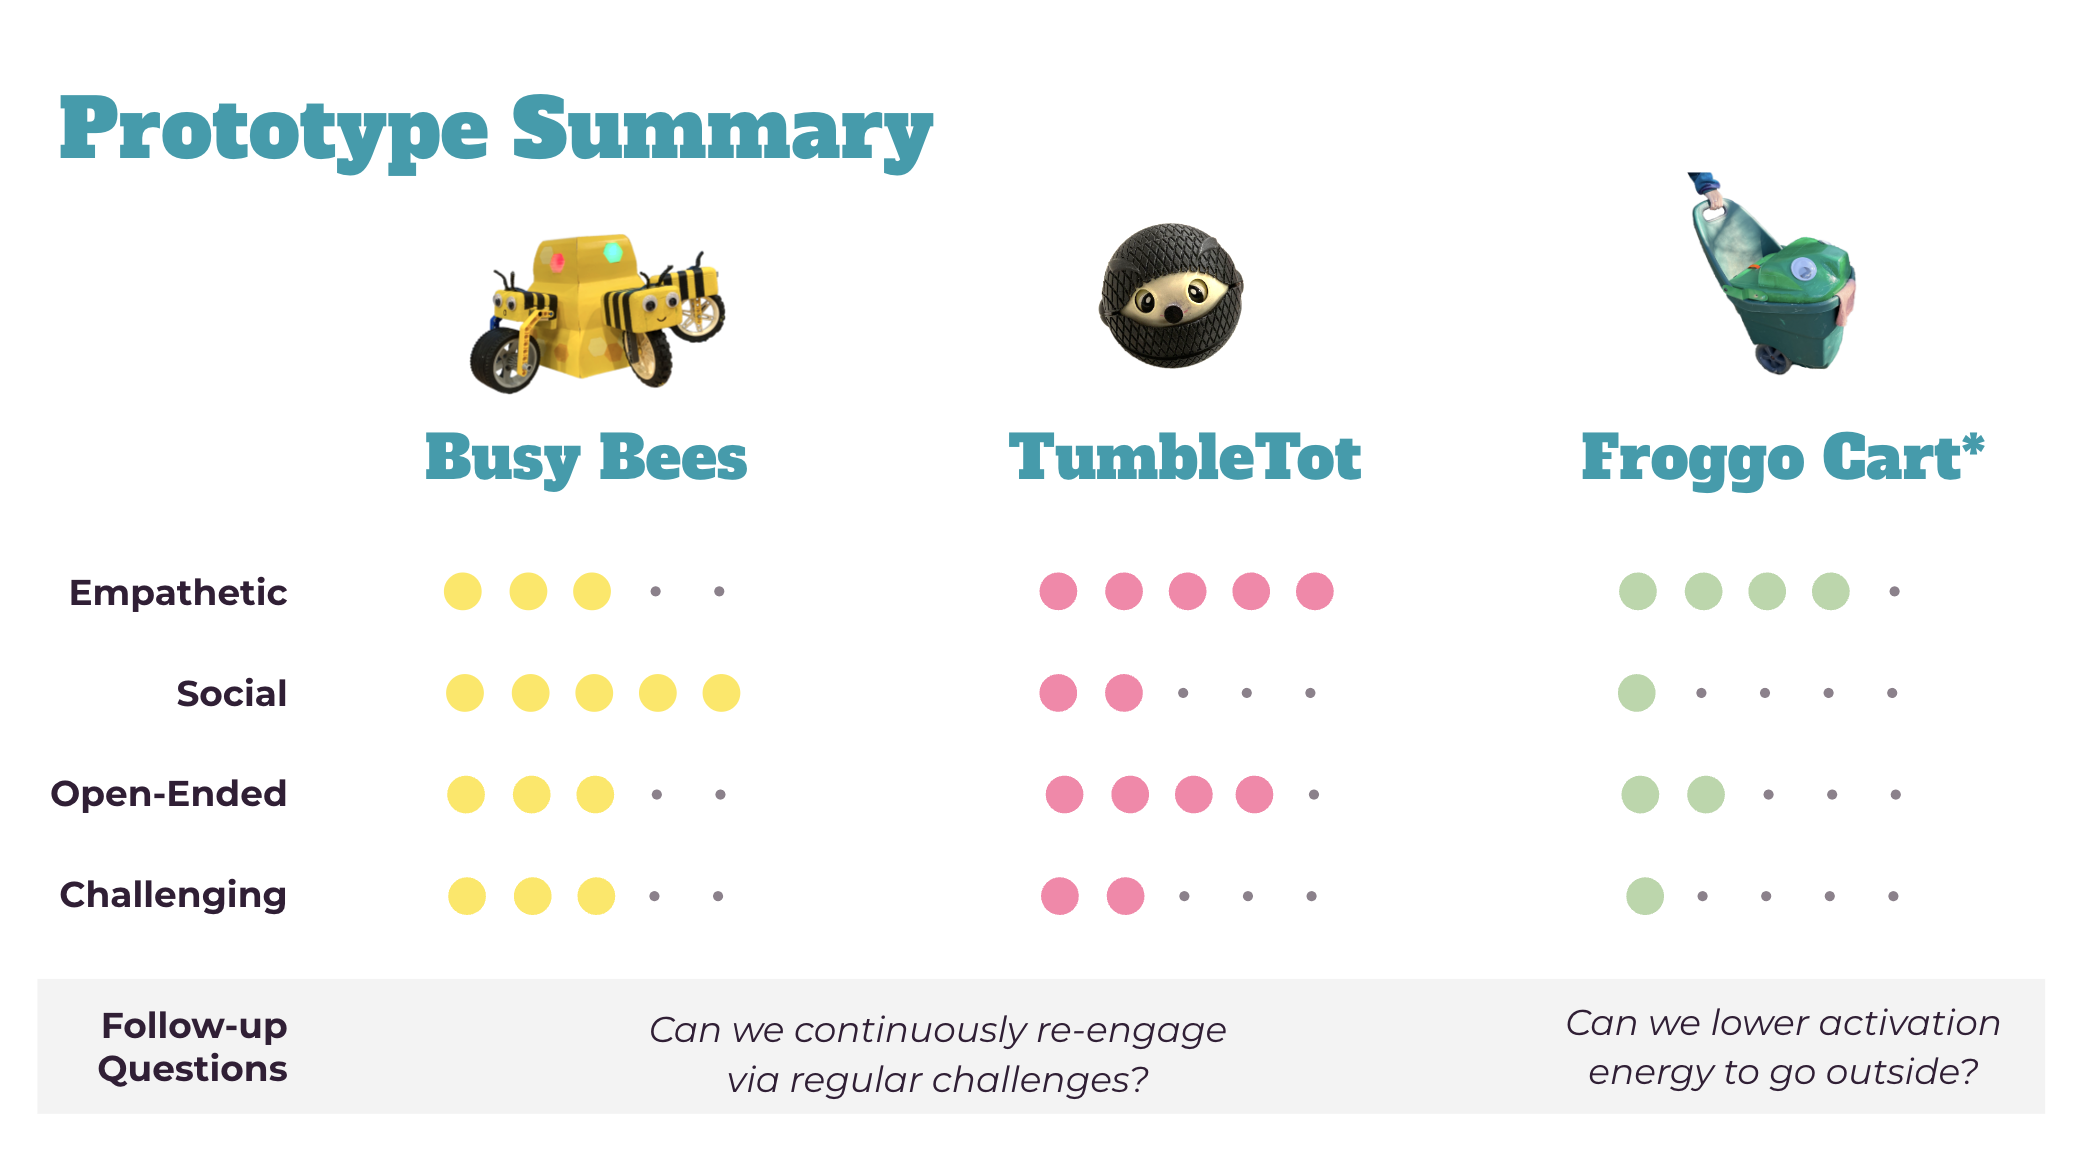 Prototype Summary
Busy Bees
TumbleTot
Froggo Cart*
Empathetic
Social
Open-Ended
Challenging
Follow-up
Questions
Can we continuously re-engage
via regular challenges?
Can we lower activation
energy to go outside?